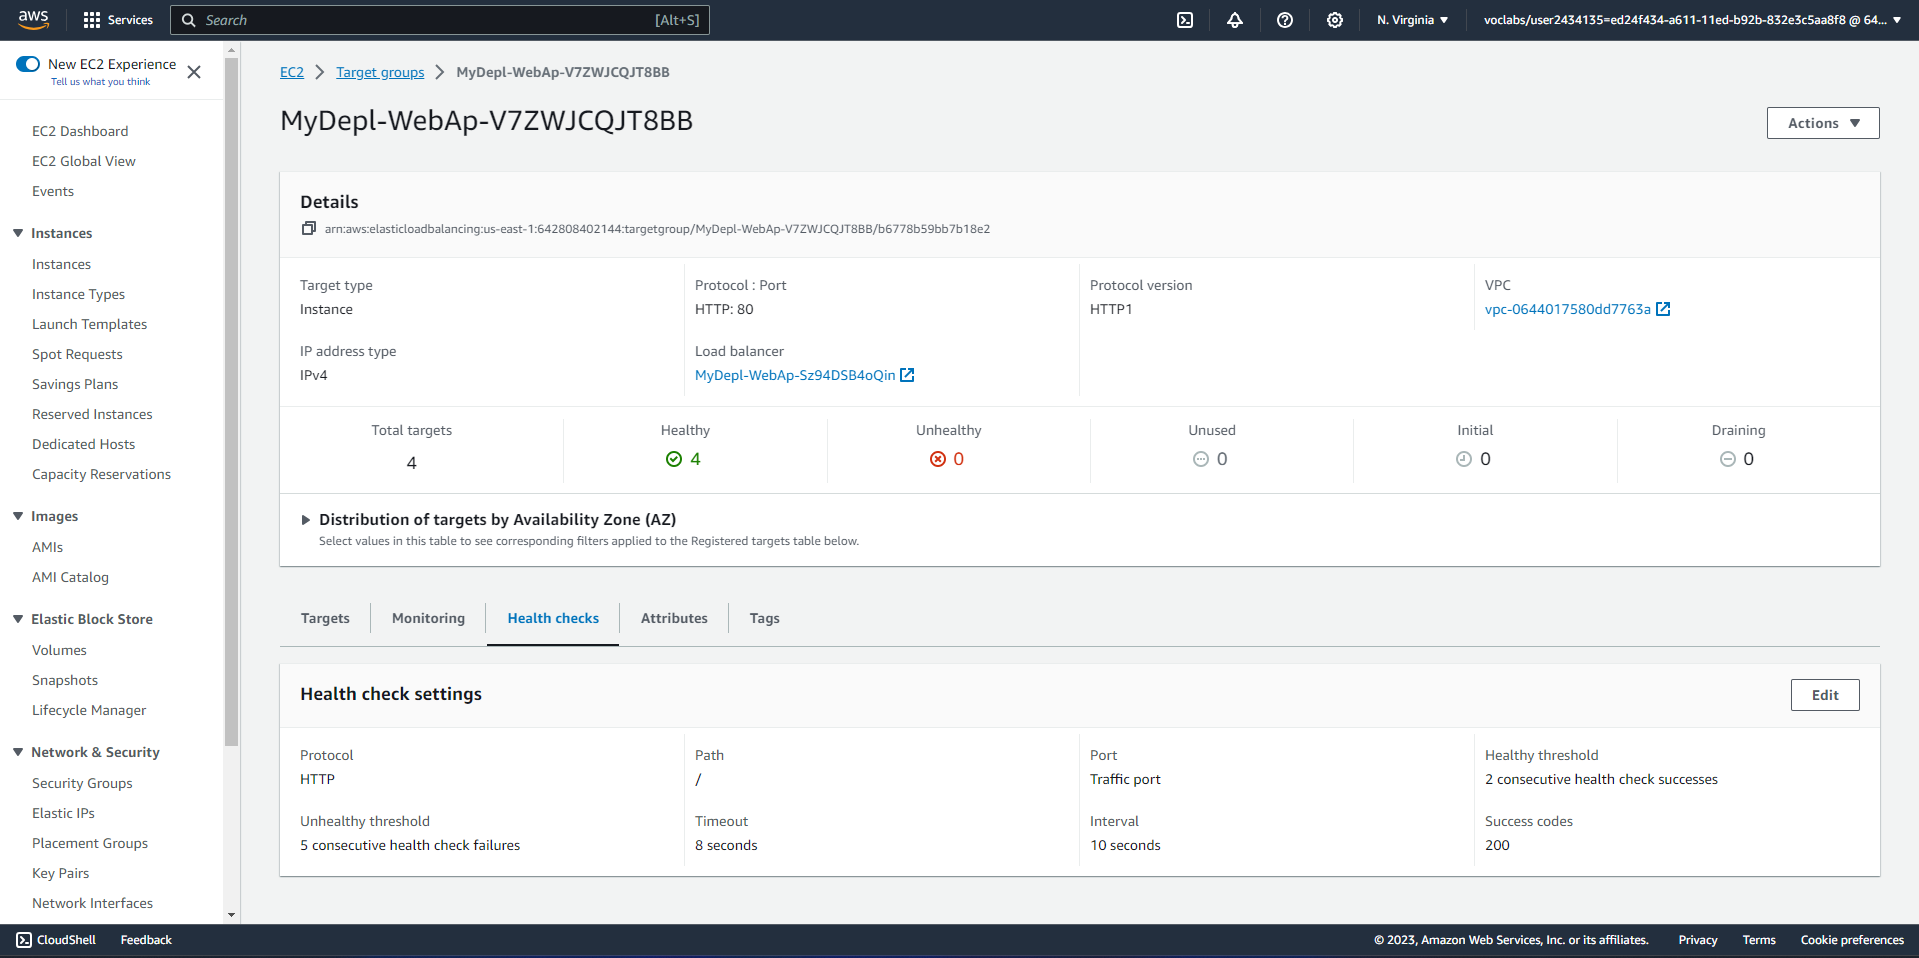 aws
Services
Search
[Alt+S]
N. Virginia
voclabs/user2434135=ed24f434-a611-11ed-b92b-832e3c5aa8f8 @ 64...
New EC2 Experience
Tell us what you think
EC2 Dashboard
EC2 Global View
Events
Instances
Instances
Instance Types
Launch Templates
Spot Requests
Savings Plans
Reserved Instances
Dedicated Hosts
Capacity Reservations
Images
AMIs
AMI Catalog
Elastic Block Store
Volumes
Snapshots
Lifecycle Manager
Network & Security
Security Groups
Elastic IPs
Placement Groups
Key Pairs
Network Interfaces
EC2 > Target groups > MyDepl-WebAp-V7ZWJCQJT8BB
MyDepl-WebAp-V7ZWJCQJT8BB
Actions
Details
arn:aws:elasticloadbalancing:us-east-1:642808402144:targetgroup/MyDepl-WebAp-V7ZWJCQJT8BB/b6778b59bb7b18e2
Target type
Instance
Protocol : Port
HTTP: 80
Protocol version
HTTP1
VPC
vpc-0644017580dd7763a
IP address type
IPv4
Load balancer
MyDepl-WebAp-Sz94DSB4oQin
Total targets
4
Healthy
4
Unhealthy
0
Unused
0
Initial
0
Draining
0
Distribution of targets by Availability Zone (AZ)
Select values in this table to see corresponding filters applied to the Registered targets table below.
Targets
Monitoring
Health checks
Attributes
Tags
Health check settings
Edit
Protocol
HTTP
Path
/
Port
Traffic port
Healthy threshold
2 consecutive health check successes
Unhealthy threshold
5 consecutive health check failures
Timeout
8 seconds
Interval
10 seconds
Success codes
200
CloudShell
Feedback
© 2023, Amazon Web Services, Inc. or its affiliates.
Privacy
Terms
Cookie preferences